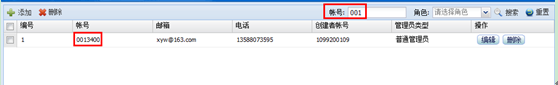 添加 删除 帐号: 001 角色: 请选择角色 搜索 重置
编号 帐号 邮箱 电话 创建者帐号 管理员类型 操作
1 0013400 xyw@163.com 13588073595 1099200109 普通管理员 编辑 删除